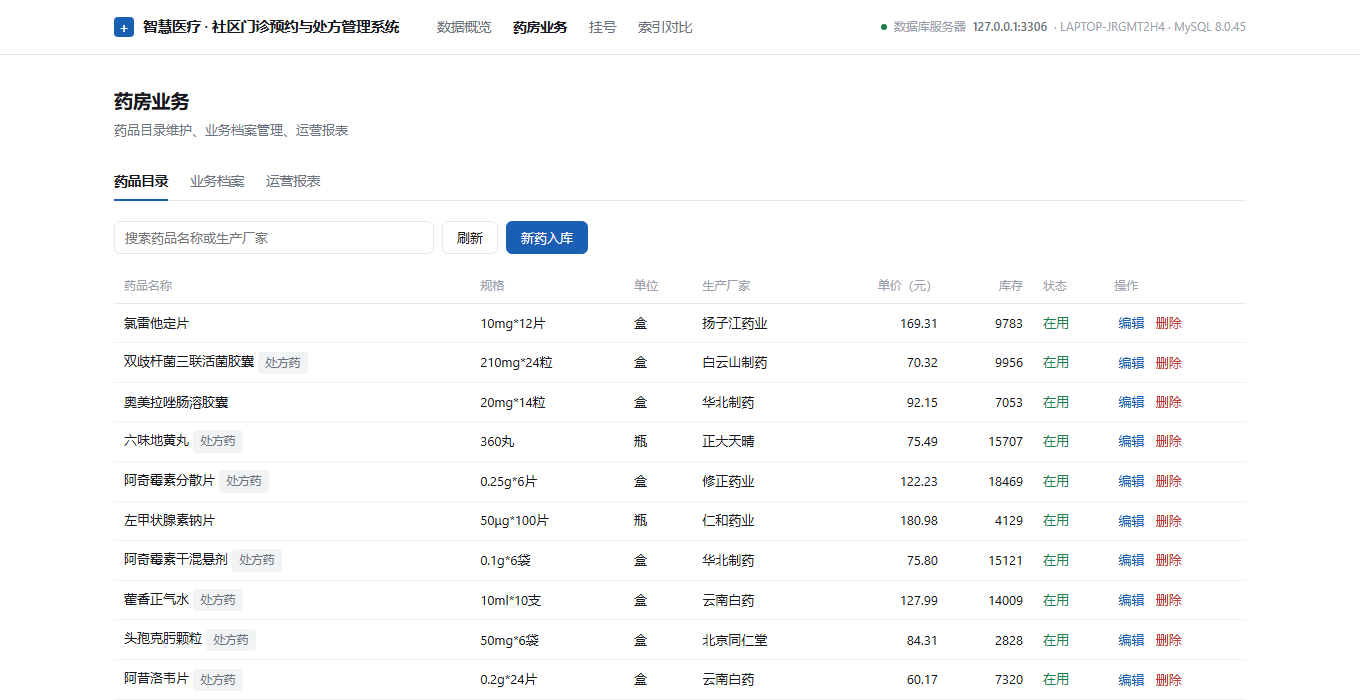 + 智慧医疗 · 社区门诊预约与处方管理系统 数据概览 药房业务 挂号 索引对比 数据库服务器 127.0.0.1:3306 · LAPTOP-JRGMT2H4 · MySQL 8.0.45
药房业务
药品目录维护、业务档案管理、运营报表
药品目录 业务档案 运营报表
搜索药品名称或生产厂家 刷新 新药入库
药品名称 规格 单位 生产厂家 单价（元） 库存 状态 操作
氯雷他定片 10mg*12片 盒 扬子江药业 169.31 9783 在用 编辑 删除
双歧杆菌三联活菌胶囊 处方药 210mg*24粒 盒 白云山制药 70.32 9956 在用 编辑 删除
奥美拉唑肠溶胶囊 20mg*14粒 盒 华北制药 92.15 7053 在用 编辑 删除
六味地黄丸 处方药 360丸 瓶 正大天晴 75.49 15707 在用 编辑 删除
阿奇霉素分散片 处方药 0.25g*6片 盒 修正药业 122.23 18469 在用 编辑 删除
左甲状腺素钠片 50μg*100片 瓶 仁和药业 180.98 4129 在用 编辑 删除
阿奇霉素干混悬剂 处方药 0.1g*6袋 盒 华北制药 75.80 15121 在用 编辑 删除
藿香正气水 处方药 10ml*10支 盒 云南白药 127.99 14009 在用 编辑 删除
头孢克肟颗粒 处方药 50mg*6袋 盒 北京同仁堂 84.31 2828 在用 编辑 删除
阿昔洛韦片 处方药 0.2g*24片 盒 云南白药 60.17 7320 在用 编辑 删除